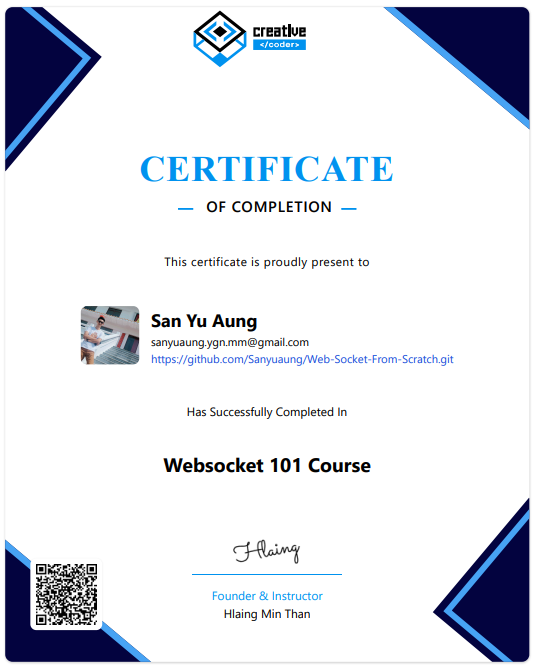 creative
</coder>
CERTIFICATE
OF COMPLETION
This certificate is proudly present to
San Yu Aung
sanyuaung.ygn.mm@gmail.com
https://github.com/Sanyuaung/Web-Socket-From-Scratch.git
Has Successfully Completed In
Websocket 101 Course
Hlaing
Founder & Instructor
Hlaing Min Than